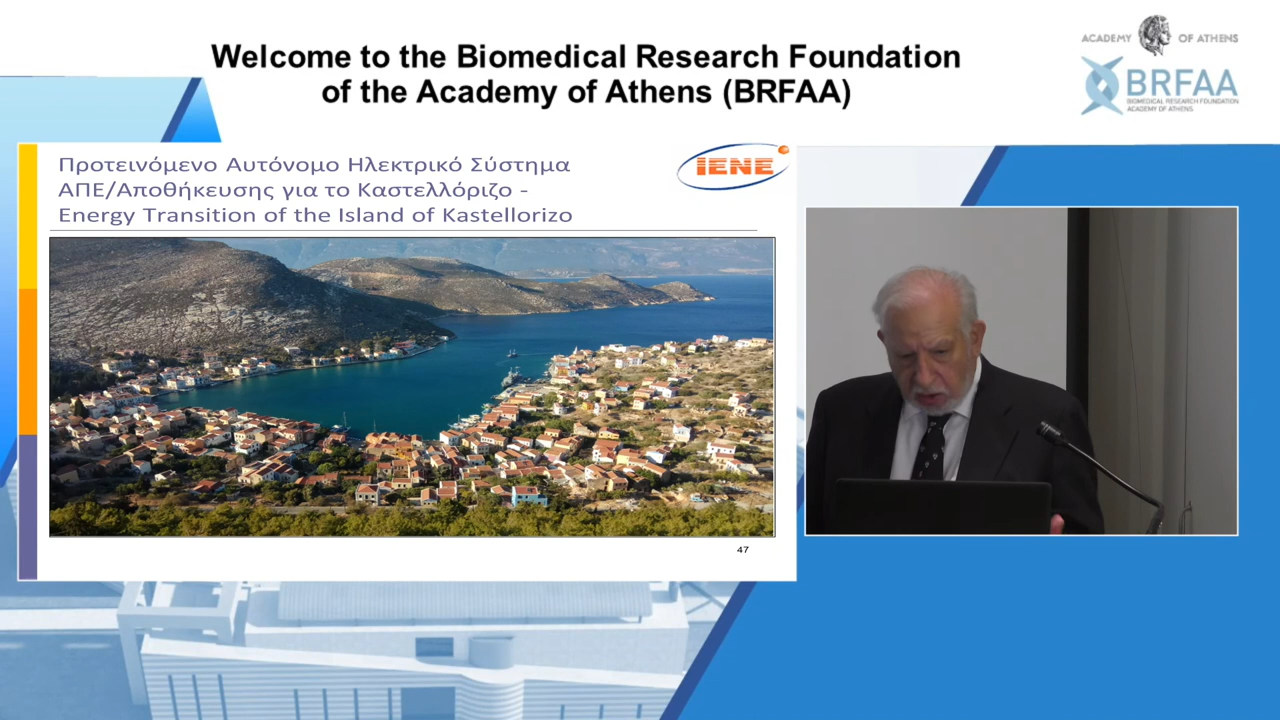 Welcome to the Biomedical Research Foundation
of the Academy of Athens (BRFAA)
ACADEMY OF ATHENS
BRFAA
BIOMEDICAL RESEARCH FOUNDATION
ACADEMY OF ATHENS
Προτεινόμενο Αυτόνομο Ηλεκτρικό Σύστημα
ΑΠΕ/Αποθήκευσης για το Καστελλόριζο -
Energy Transition of the Island of Kastellorizo
IENE
47